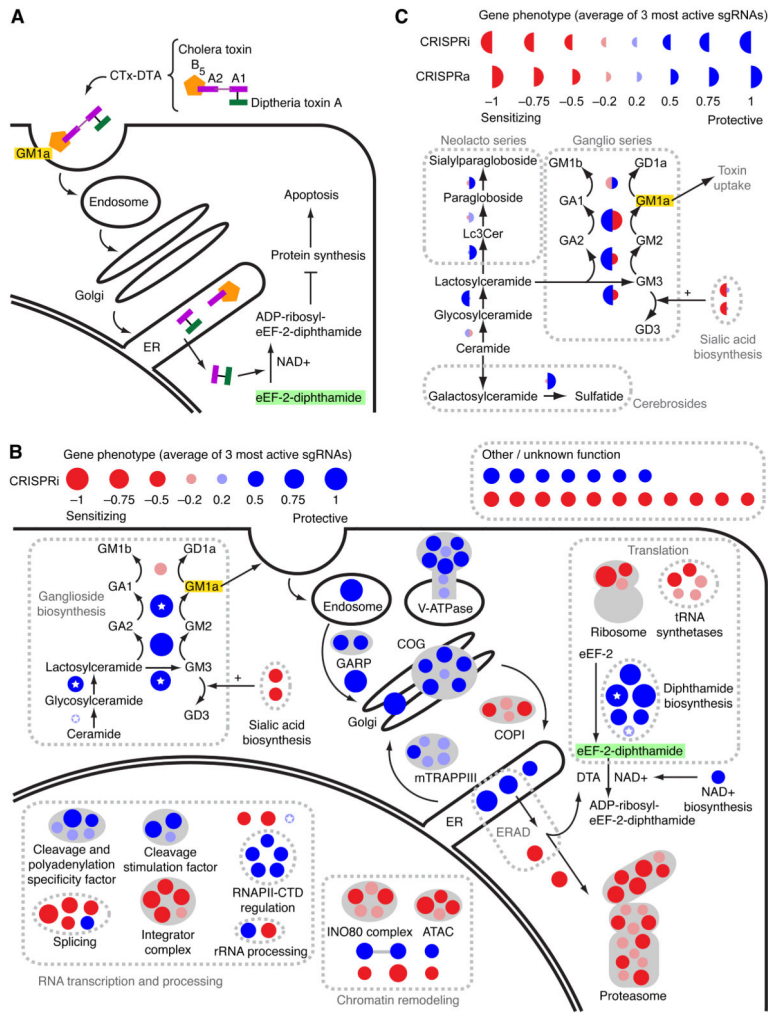 A
Cholera toxin
B5
A2 A1
CTx-DTA
Diptheria toxin A
GM1a
Endosome
Apoptosis
Protein synthesis
Golgi
ADP-ribosyl-
eEF-2-diphthamide
ER
NAD+
eEF-2-diphthamide
C
Gene phenotype (average of 3 most active sgRNAs)
CRISPRi
CRISPRa
−1 −0.75 −0.5 −0.2 0.2 0.5 0.75 1
Sensitizing Protective
Neolacto series
Ganglio series
Sialylparagloboside
GM1b
GD1a
Toxin
uptake
Paragloboside
GA1
GM1a
Lc3Cer
GA2
GM2
Lactosylceramide
GM3
+
Glycosylceramide
GD3
Sialic acid
biosynthesis
Ceramide
Galactosylceramide
Sulfatide
Cerebrosides
B
Gene phenotype (average of 3 most active sgRNAs)
CRISPRi
−1 −0.75 −0.5 −0.2 0.2 0.5 0.75 1
Sensitizing Protective
Other / unknown function
GM1b
GD1a
Ganglioside
biosynthesis
GA1
GM1a
GA2
GM2
Lactosylceramide
GM3
+
Glycosylceramide
GD3
Ceramide
Sialic acid
biosynthesis
Endosome
V-ATPase
GARP
COG
Golgi
COPI
mTRAPPIII
ER
ERAD
Translation
Ribosome
tRNA
synthetases
eEF-2
Diphthamide
biosynthesis
eEF-2-diphthamide
DTA
NAD+
NAD+
biosynthesis
ADP-ribosyl-
eEF-2-diphthamide
Proteasome
Cleavage and
polyadenylation
specificity factor
Cleavage
stimulation factor
RNAPII-CTD
regulation
Splicing
Integrator
complex
rRNA processing
RNA transcription and processing
INO80 complex
ATAC
Chromatin remodeling